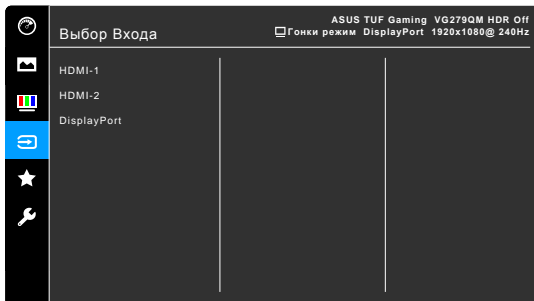 ASUS TUF Gaming VG279QM HDR Off
Выбор Входа
Гонки режим DisplayPort 1920x1080@ 240Hz
HDMI-1
HDMI-2
DisplayPort